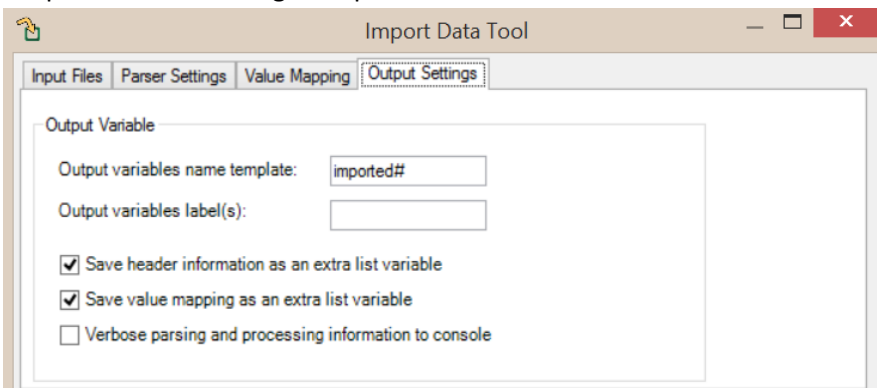 Import Data Tool
Input Files Parser Settings Value Mapping Output Settings
Output Variable
Output variables name template: imported#
Output variables label(s):
Save header information as an extra list variable
Save value mapping as an extra list variable
Verbose parsing and processing information to console